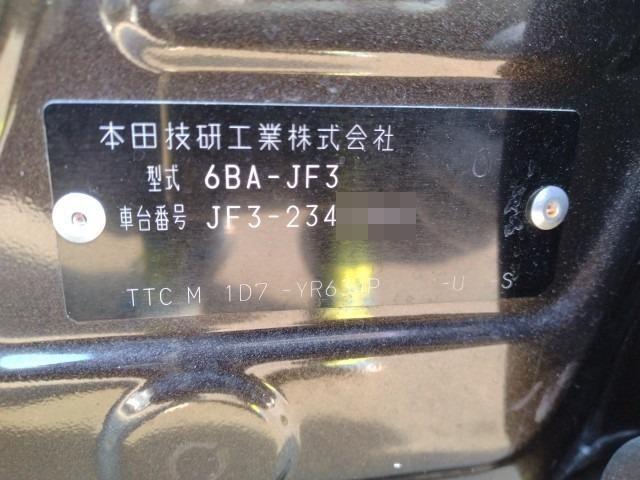 本田技研工業株式会社
型式 6BA-JF3
車台番号 JF3-234
TTC M 1D7 -U -S